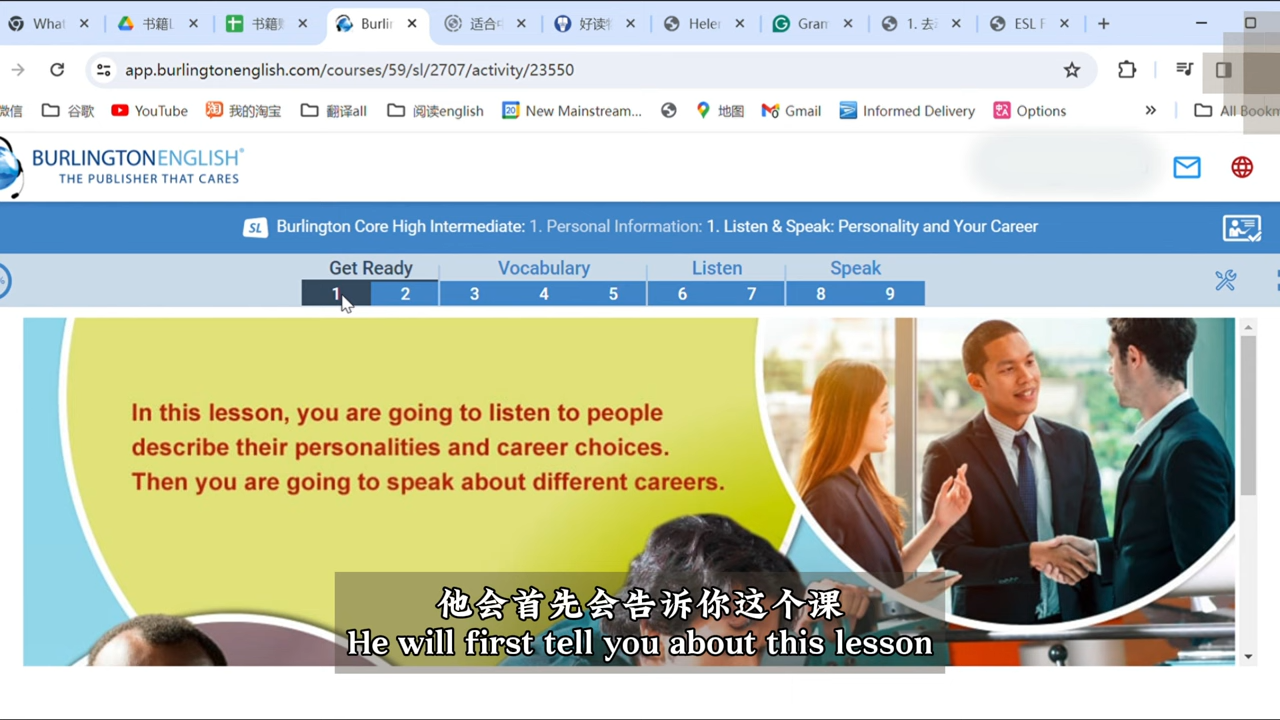 What
书籍L
书籍
Burlin
适合
好读
Heler
Gran
1. 去
ESL F
app.burlingtonenglish.com/courses/59/sl/2707/activity/23550
微信
谷歌
YouTube
我的淘宝
翻译all
阅读english
New Mainstream...
地图
Gmail
Informed Delivery
Options
»
All Bookm
BURLINGTONENGLISH®
THE PUBLISHER THAT CARES
SL Burlington Core High Intermediate: 1. Personal Information: 1. Listen & Speak: Personality and Your Career
Get Ready Vocabulary Listen Speak
1 2 3 4 5 6 7 8 9
In this lesson, you are going to listen to people
describe their personalities and career choices.
Then you are going to speak about different careers.
他会首先会告诉你这个课
He will first tell you about this lesson